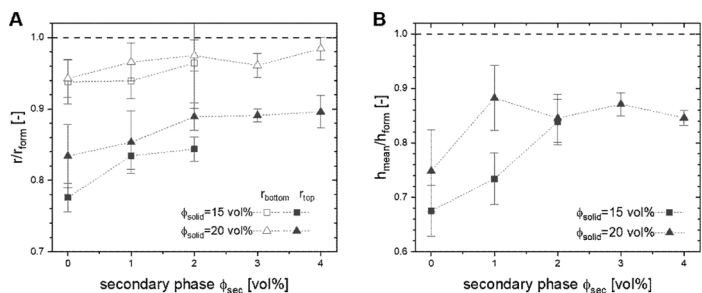 A
r/r_form [-]
1.0
0.9
0.8
0.7
r_bottom r_top
ϕ_solid=15 vol%
ϕ_solid=20 vol%
0 1 2 3 4
secondary phase ϕ_sec [vol%]
B
h_mean/h_form [-]
1.0
0.9
0.8
0.7
0.6
ϕ_solid=15 vol%
ϕ_solid=20 vol%
0 1 2 3 4
secondary phase ϕ_sec [vol%]